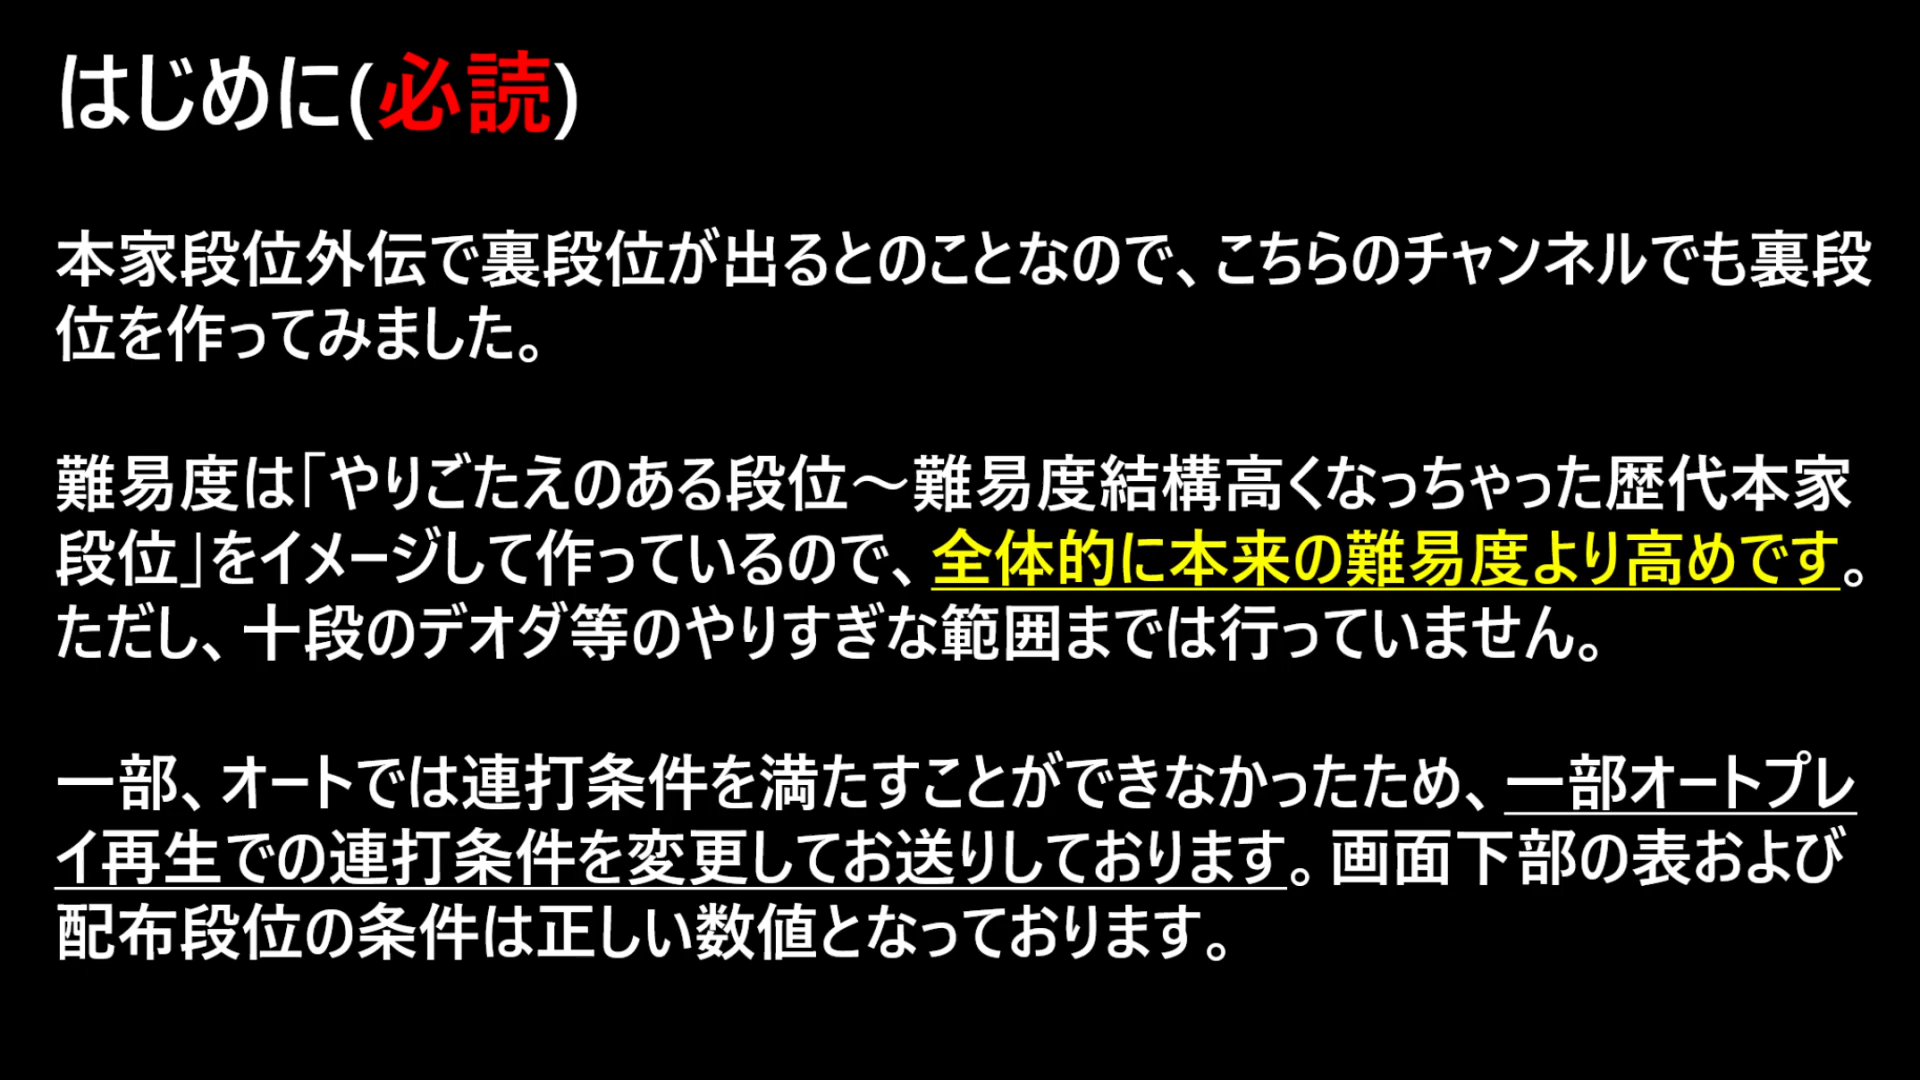 はじめに(必読)
本家段位外伝で裏段位が出るとのことなので、こちらのチャンネルでも裏段
位を作ってみました。
難易度は「やりごたえのある段位～難易度結構高くなっちゃった歴代本家
段位」をイメージして作っているので、全体的に本来の難易度より高めです。
ただし、十段のデオダ等のやりすぎな範囲までは行っていません。
一部、オートでは連打条件を満たすことができなかったため、一部オートプレ
イ再生での連打条件を変更してお送りしております。画面下部の表および
配布段位の条件は正しい数値となっております。